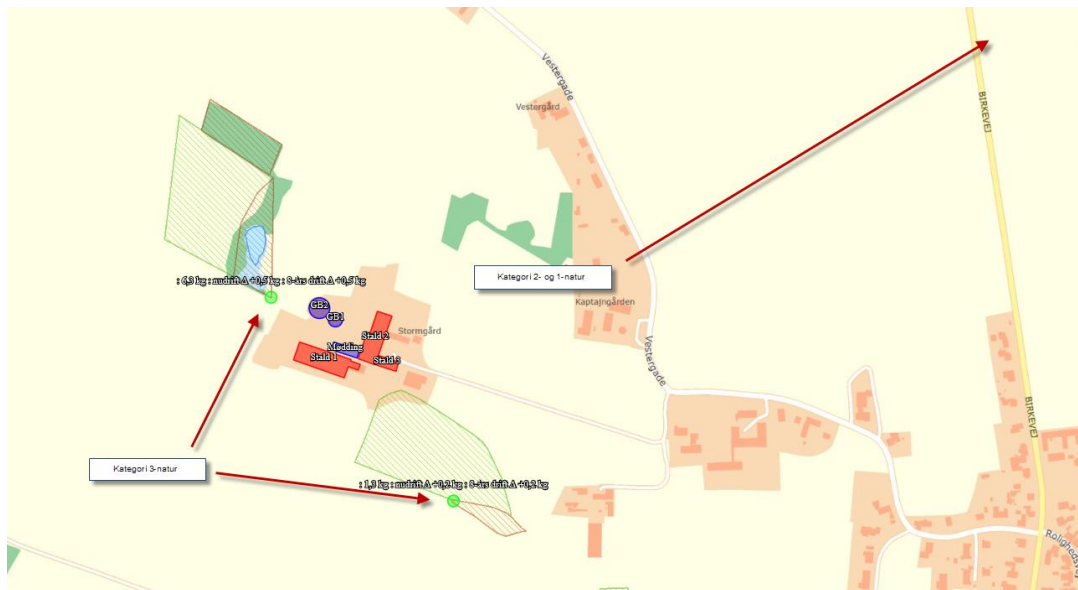 Vestergade
BIRKEVEJ
Vestergård
Kategori 2- og 1-natur
: 6,3 kg : nudrift Δ +0,5 kg : 8-års drift Δ +0,5 kg
Kaptajngården
GB2
GB1
Stormgård
Stald 2
Mødding
Stald 1
Stald 3
Vestergade
BIRKEVEJ
Kategori 3-natur
: 1,3 kg : nudrift Δ +0,2 kg : 8-års drift Δ +0,2 kg